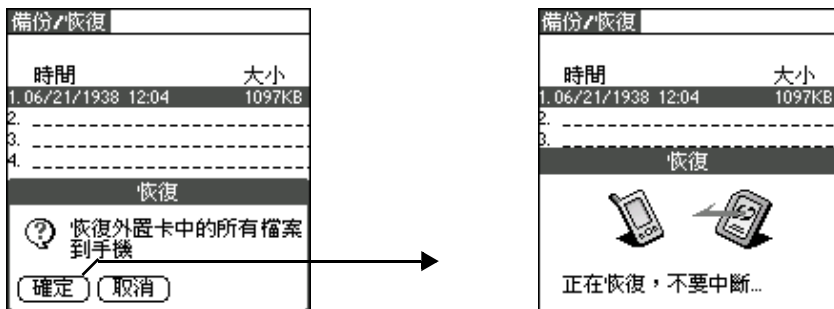 備份/恢復
時間 大小
1. 06/21/1938 12:04 1097KB
2.
3.
4.
恢復
恢復外置卡中的所有檔案
到手機
確定 取消
備份/恢復
時間 大小
1. 06/21/1938 12:04 1097KB
2.
3.
恢復
正在恢復，不要中斷...